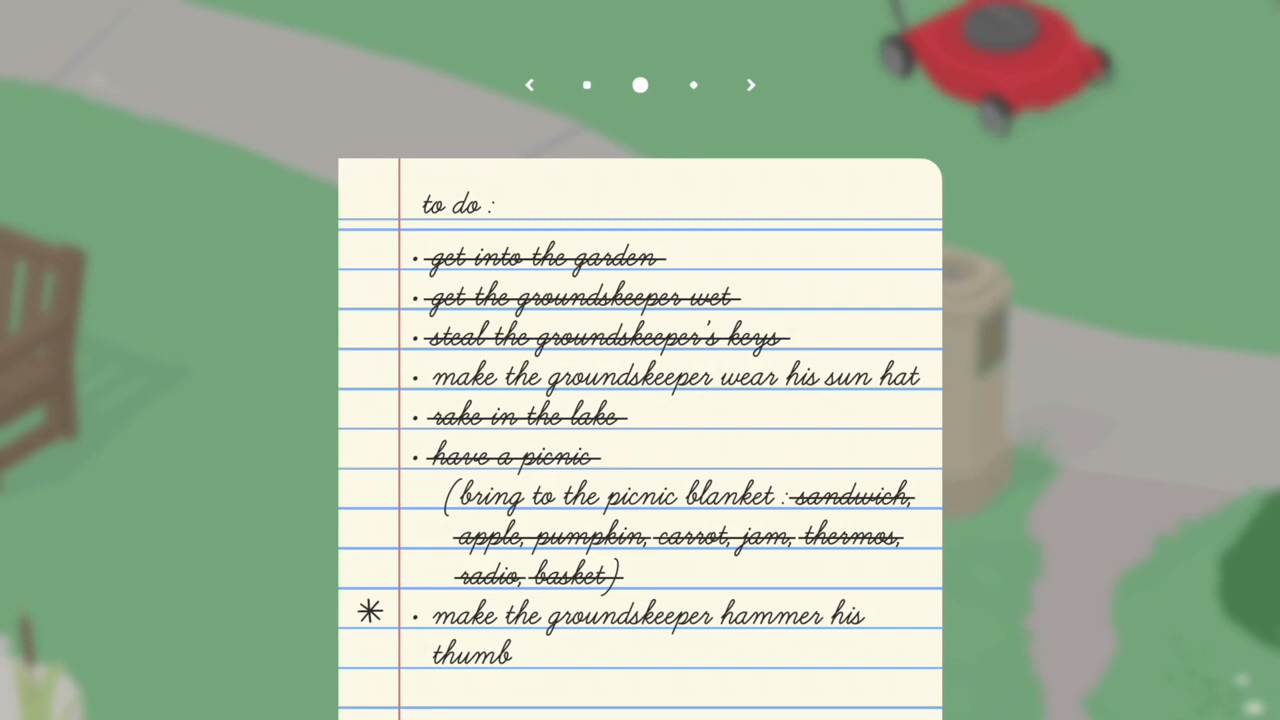 to do :
• get into the garden
• get the groundskeeper wet
• steal the groundskeeper's keys
• make the groundskeeper wear his sun hat
• rake in the lake
• have a picnic
(bring to the picnic blanket : sandwich,
apple, pumpkin, carrot, jam, thermos,
radio, basket)
* • make the groundskeeper hammer his
thumb